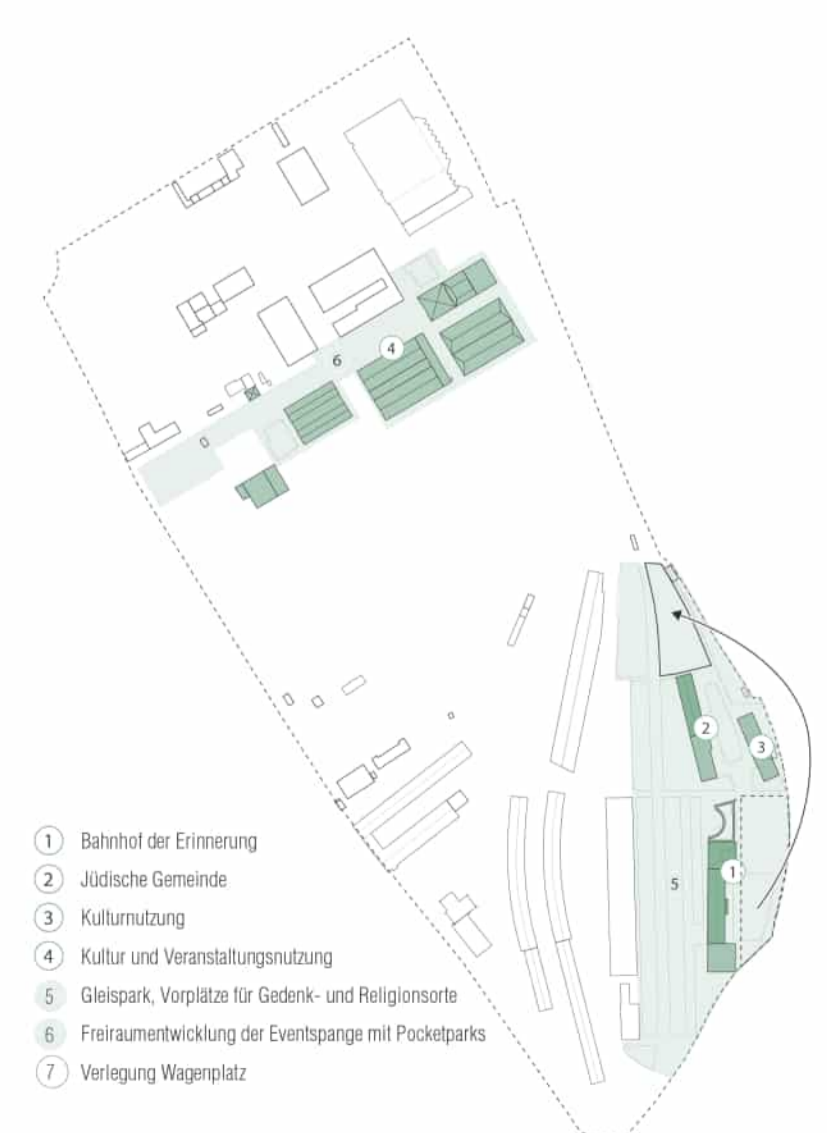 4
6
2
3
1
5
1 Bahnhof der Erinnerung
2 Jüdische Gemeinde
3 Kulturnutzung
4 Kultur und Veranstaltungsnutzung
5 Gleispark, Vorplätze für Gedenk- und Religionsorte
6 Freiraumentwicklung der Eventspange mit Pocketparks
7 Verlegung Wagenplatz